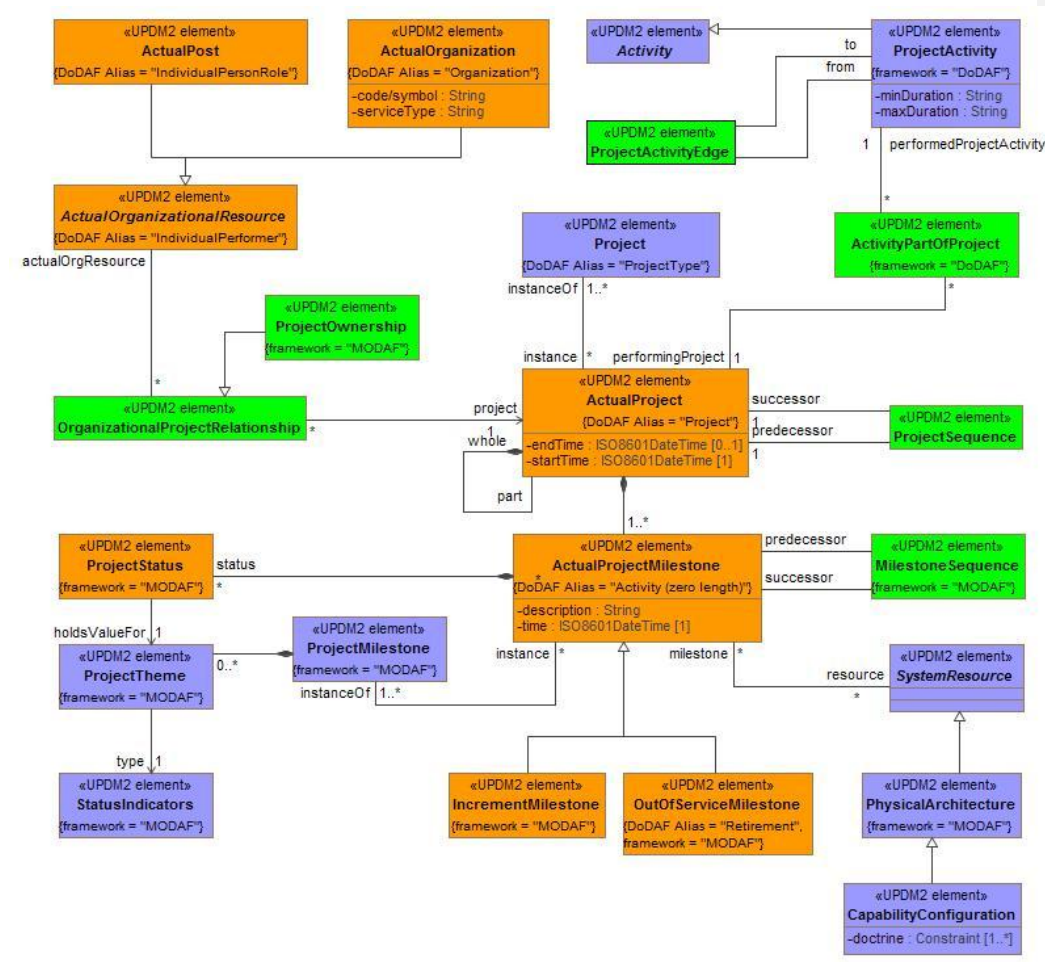 «UPDM2 element»
ActualPost
{DoDAF Alias = "IndividualPersonRole"}
«UPDM2 element»
ActualOrganization
{DoDAF Alias = "Organization"}
-code/symbol : String
-serviceType : String
«UPDM2 element»
Activity
«UPDM2 element»
ProjectActivity
{framework = "DoDAF"}
-minDuration : String
-maxDuration : String
to
from
«UPDM2 element»
ProjectActivityEdge
1
performedProjectActivity
*
«UPDM2 element»
ActualOrganizationalResource
{DoDAF Alias = "IndividualPerformer"}
actualOrgResource
*
«UPDM2 element»
Project
{DoDAF Alias = "ProjectType"}
instanceOf
1..*
«UPDM2 element»
ActivityPartOfProject
{framework = "DoDAF"}
*
«UPDM2 element»
ProjectOwnership
{framework = "MODAF"}
instance
*
performingProject
1
«UPDM2 element»
OrganizationalProjectRelationship
*
project
1
«UPDM2 element»
ActualProject
{DoDAF Alias = "Project"}
-endTime : ISO8601DateTime [0..1]
-startTime : ISO8601DateTime [1]
successor
1
predecessor
1
«UPDM2 element»
ProjectSequence
whole
part
1..*
«UPDM2 element»
ProjectStatus
{framework = "MODAF"}
status
*
*
«UPDM2 element»
ActualProjectMilestone
{DoDAF Alias = "Activity (zero length)"}
-description : String
-time : ISO8601DateTime [1]
predecessor
successor
«UPDM2 element»
MilestoneSequence
{framework = "MODAF"}
holdsValueFor
1
«UPDM2 element»
ProjectTheme
{framework = "MODAF"}
0..*
«UPDM2 element»
ProjectMilestone
{framework = "MODAF"}
instanceOf
1..*
instance
*
milestone
*
resource
*
«UPDM2 element»
SystemResource
type
1
«UPDM2 element»
StatusIndicators
{framework = "MODAF"}
«UPDM2 element»
IncrementMilestone
{framework = "MODAF"}
«UPDM2 element»
OutOfServiceMilestone
{DoDAF Alias = "Retirement",
framework = "MODAF"}
«UPDM2 element»
PhysicalArchitecture
{framework = "MODAF"}
«UPDM2 element»
CapabilityConfiguration
-doctrine : Constraint [1..*]